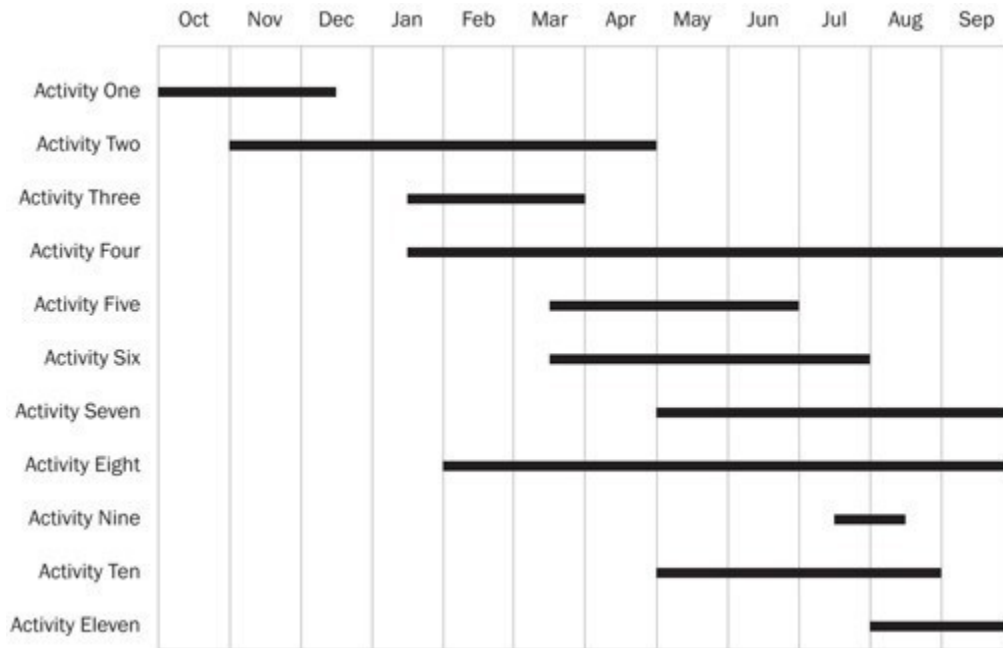 Oct Nov Dec Jan Feb Mar Apr May Jun Jul Aug Sep
Activity One
Activity Two
Activity Three
Activity Four
Activity Five
Activity Six
Activity Seven
Activity Eight
Activity Nine
Activity Ten
Activity Eleven